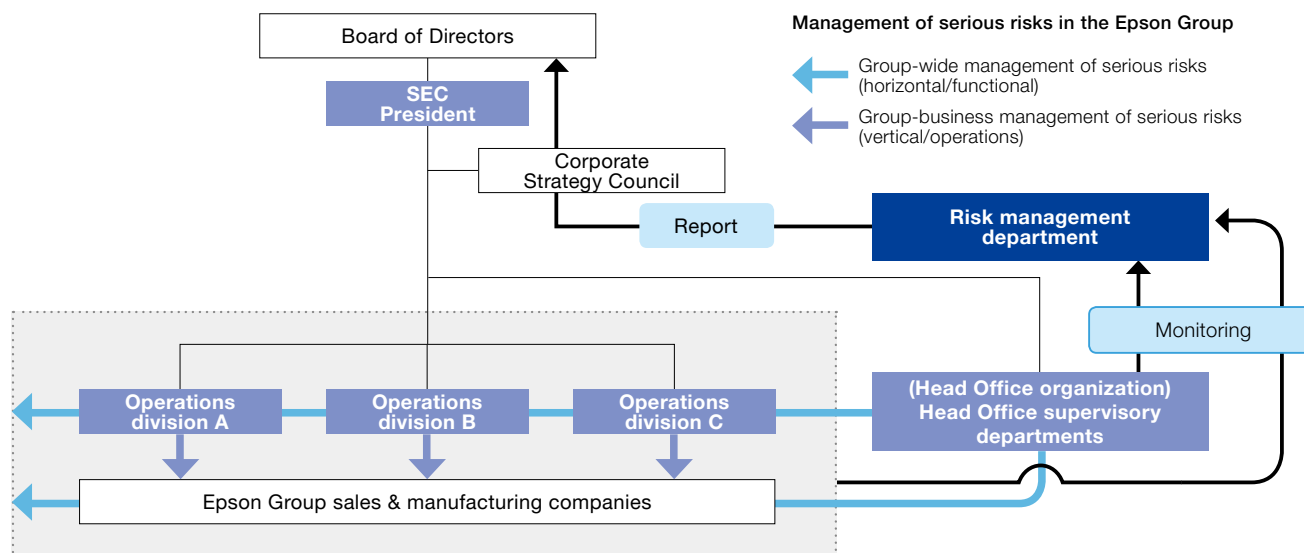 Board of Directors
Management of serious risks in the Epson Group
Group-wide management of serious risks
(horizontal/functional)
SEC
President
Group-business management of serious risks
(vertical/operations)
Corporate
Strategy Council
Report
Risk management
department
Monitoring
Operations
division A
Operations
division B
Operations
division C
(Head Office organization)
Head Office supervisory
departments
Epson Group sales & manufacturing companies